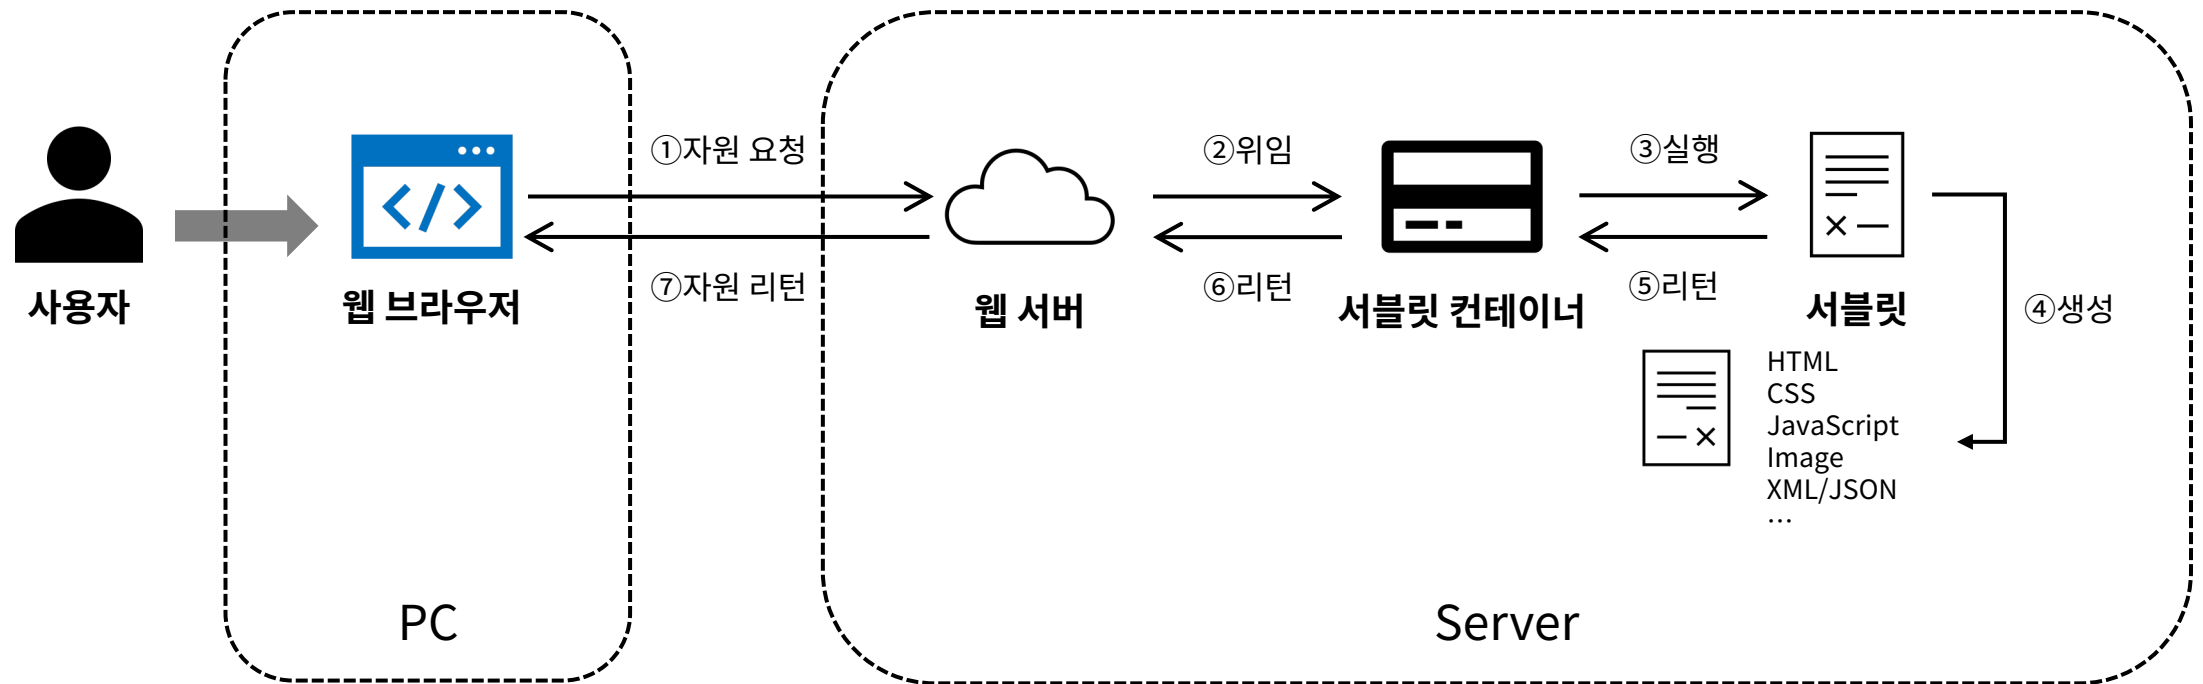 ①자원 요청
②위임
③실행
⑦자원 리턴
⑥리턴
⑤리턴
사용자
웹 브라우저
웹 서버
서블릿 컨테이너
서블릿
④생성
HTML
CSS
JavaScript
Image
XML/JSON
…
PC
Server